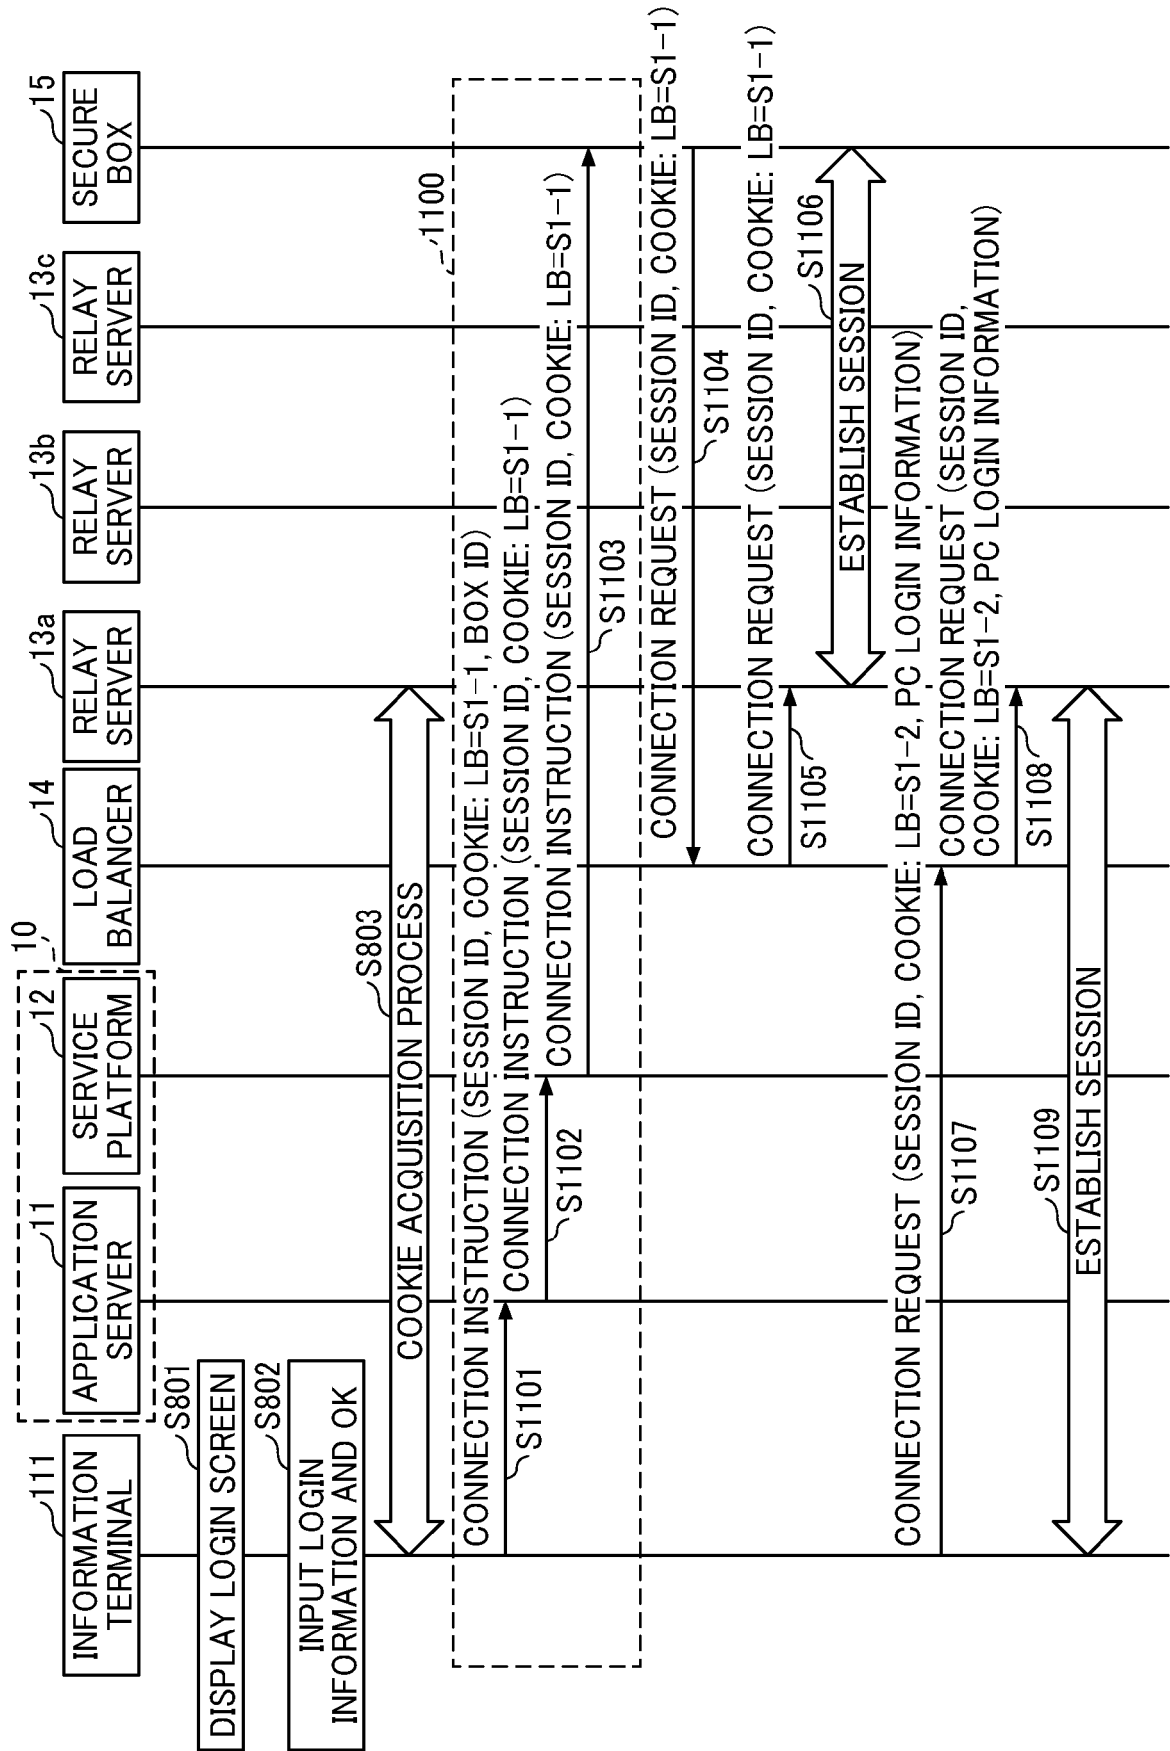 10
111
INFORMATION
TERMINAL
11
APPLICATION
SERVER
12
SERVICE
PLATFORM
14
LOAD
BALANCER
13a
RELAY
SERVER
13b
RELAY
SERVER
13c
RELAY
SERVER
15
SECURE
BOX
S801
DISPLAY LOGIN SCREEN
S802
INPUT LOGIN
INFORMATION AND OK
S803
COOKIE ACQUISITION PROCESS
1100
CONNECTION INSTRUCTION (SESSION ID, COOKIE: LB=S1-1, BOX ID)
S1101
CONNECTION INSTRUCTION (SESSION ID, COOKIE: LB=S1-1)
S1102
CONNECTION INSTRUCTION (SESSION ID, COOKIE: LB=S1-1)
S1103
CONNECTION REQUEST (SESSION ID, COOKIE: LB=S1-1)
S1104
CONNECTION REQUEST (SESSION ID, COOKIE: LB=S1-1)
S1105
S1106
ESTABLISH SESSION
CONNECTION REQUEST (SESSION ID, COOKIE: LB=S1-2, PC LOGIN INFORMATION)
S1107
CONNECTION REQUEST (SESSION ID,
COOKIE: LB=S1-2, PC LOGIN INFORMATION)
S1108
S1109
ESTABLISH SESSION